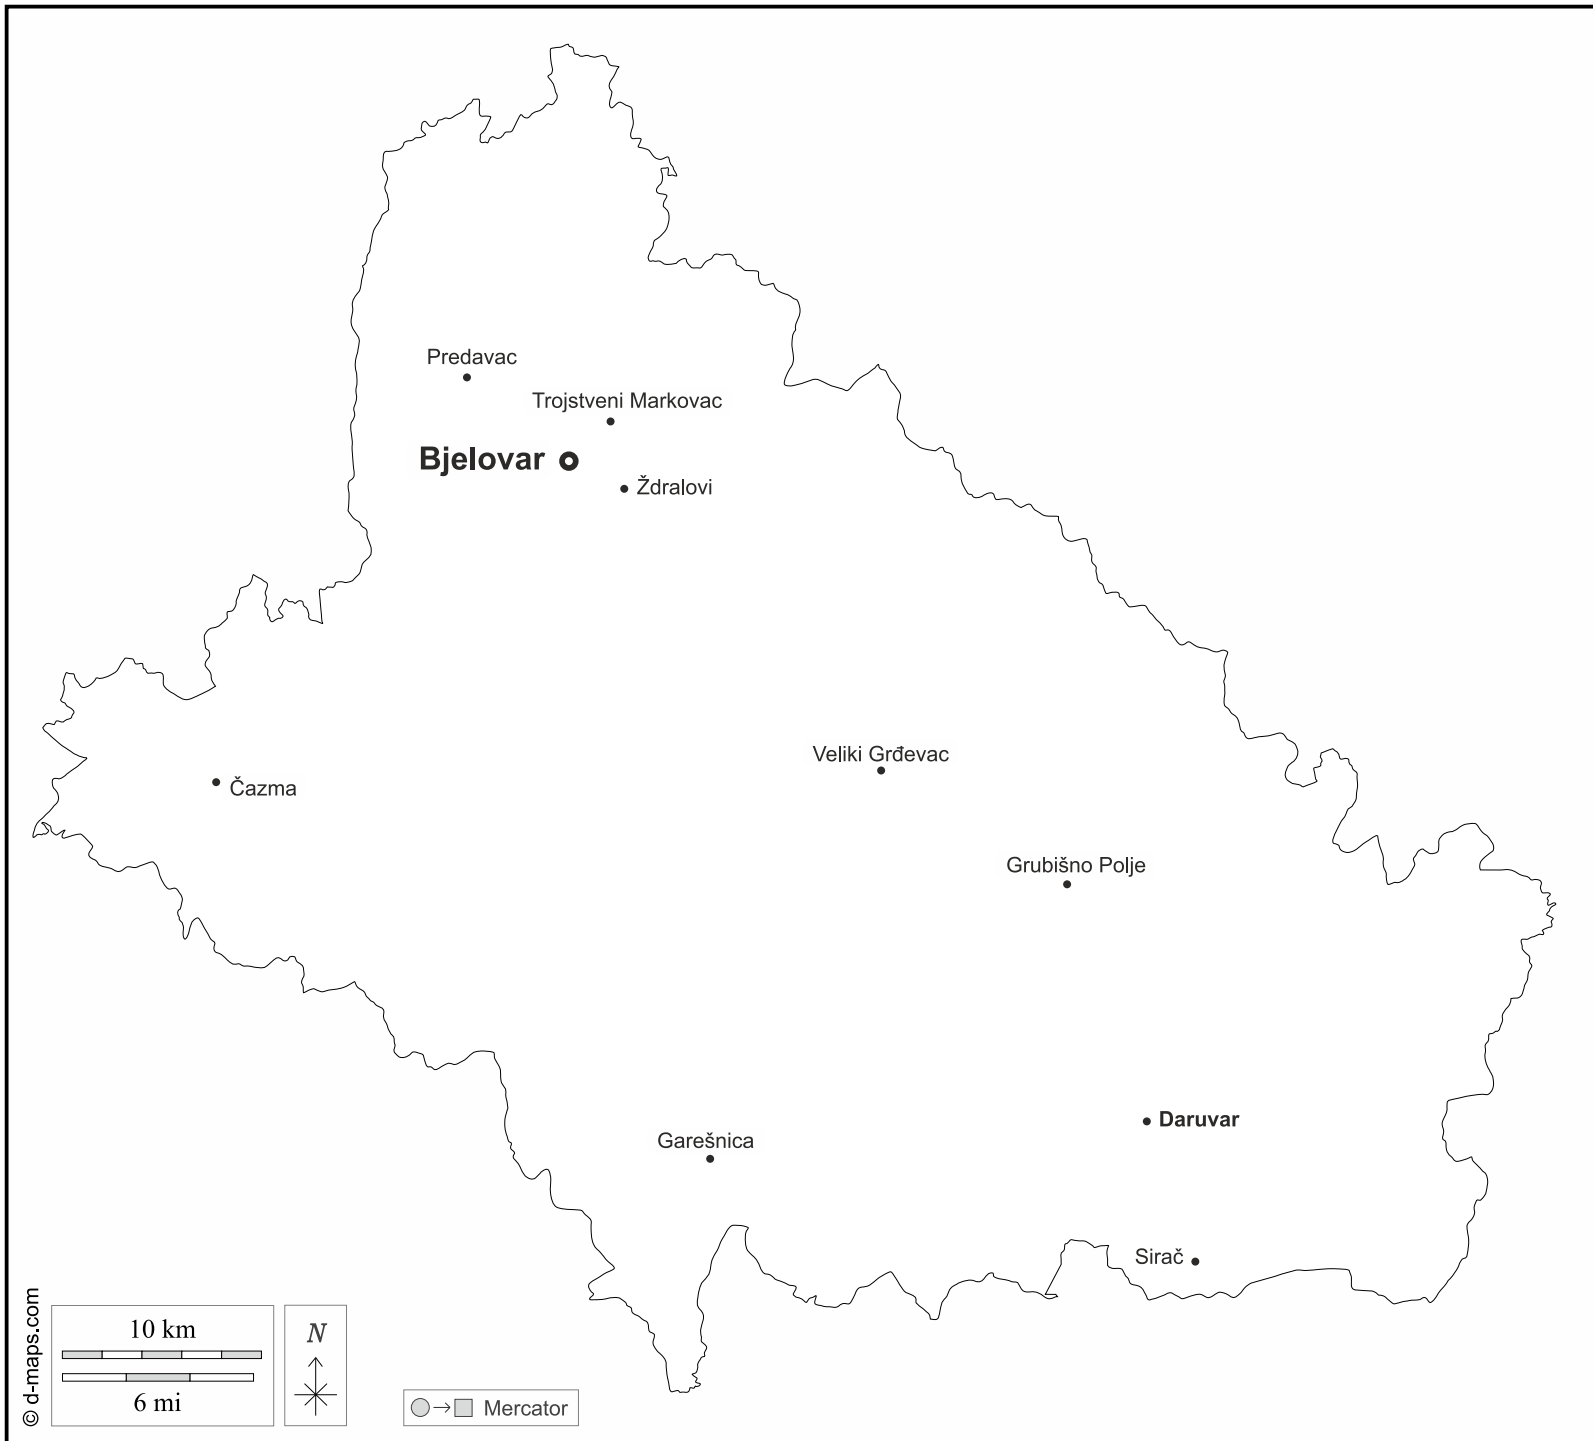 Predavac
Trojstveni Markovac
Bjelovar
Ždralovi
Veliki Grđevac
Čazma
Grubišno Polje
Daruvar
Garešnica
Sirač
© d-maps.com
10 km
6 mi
N
Mercator